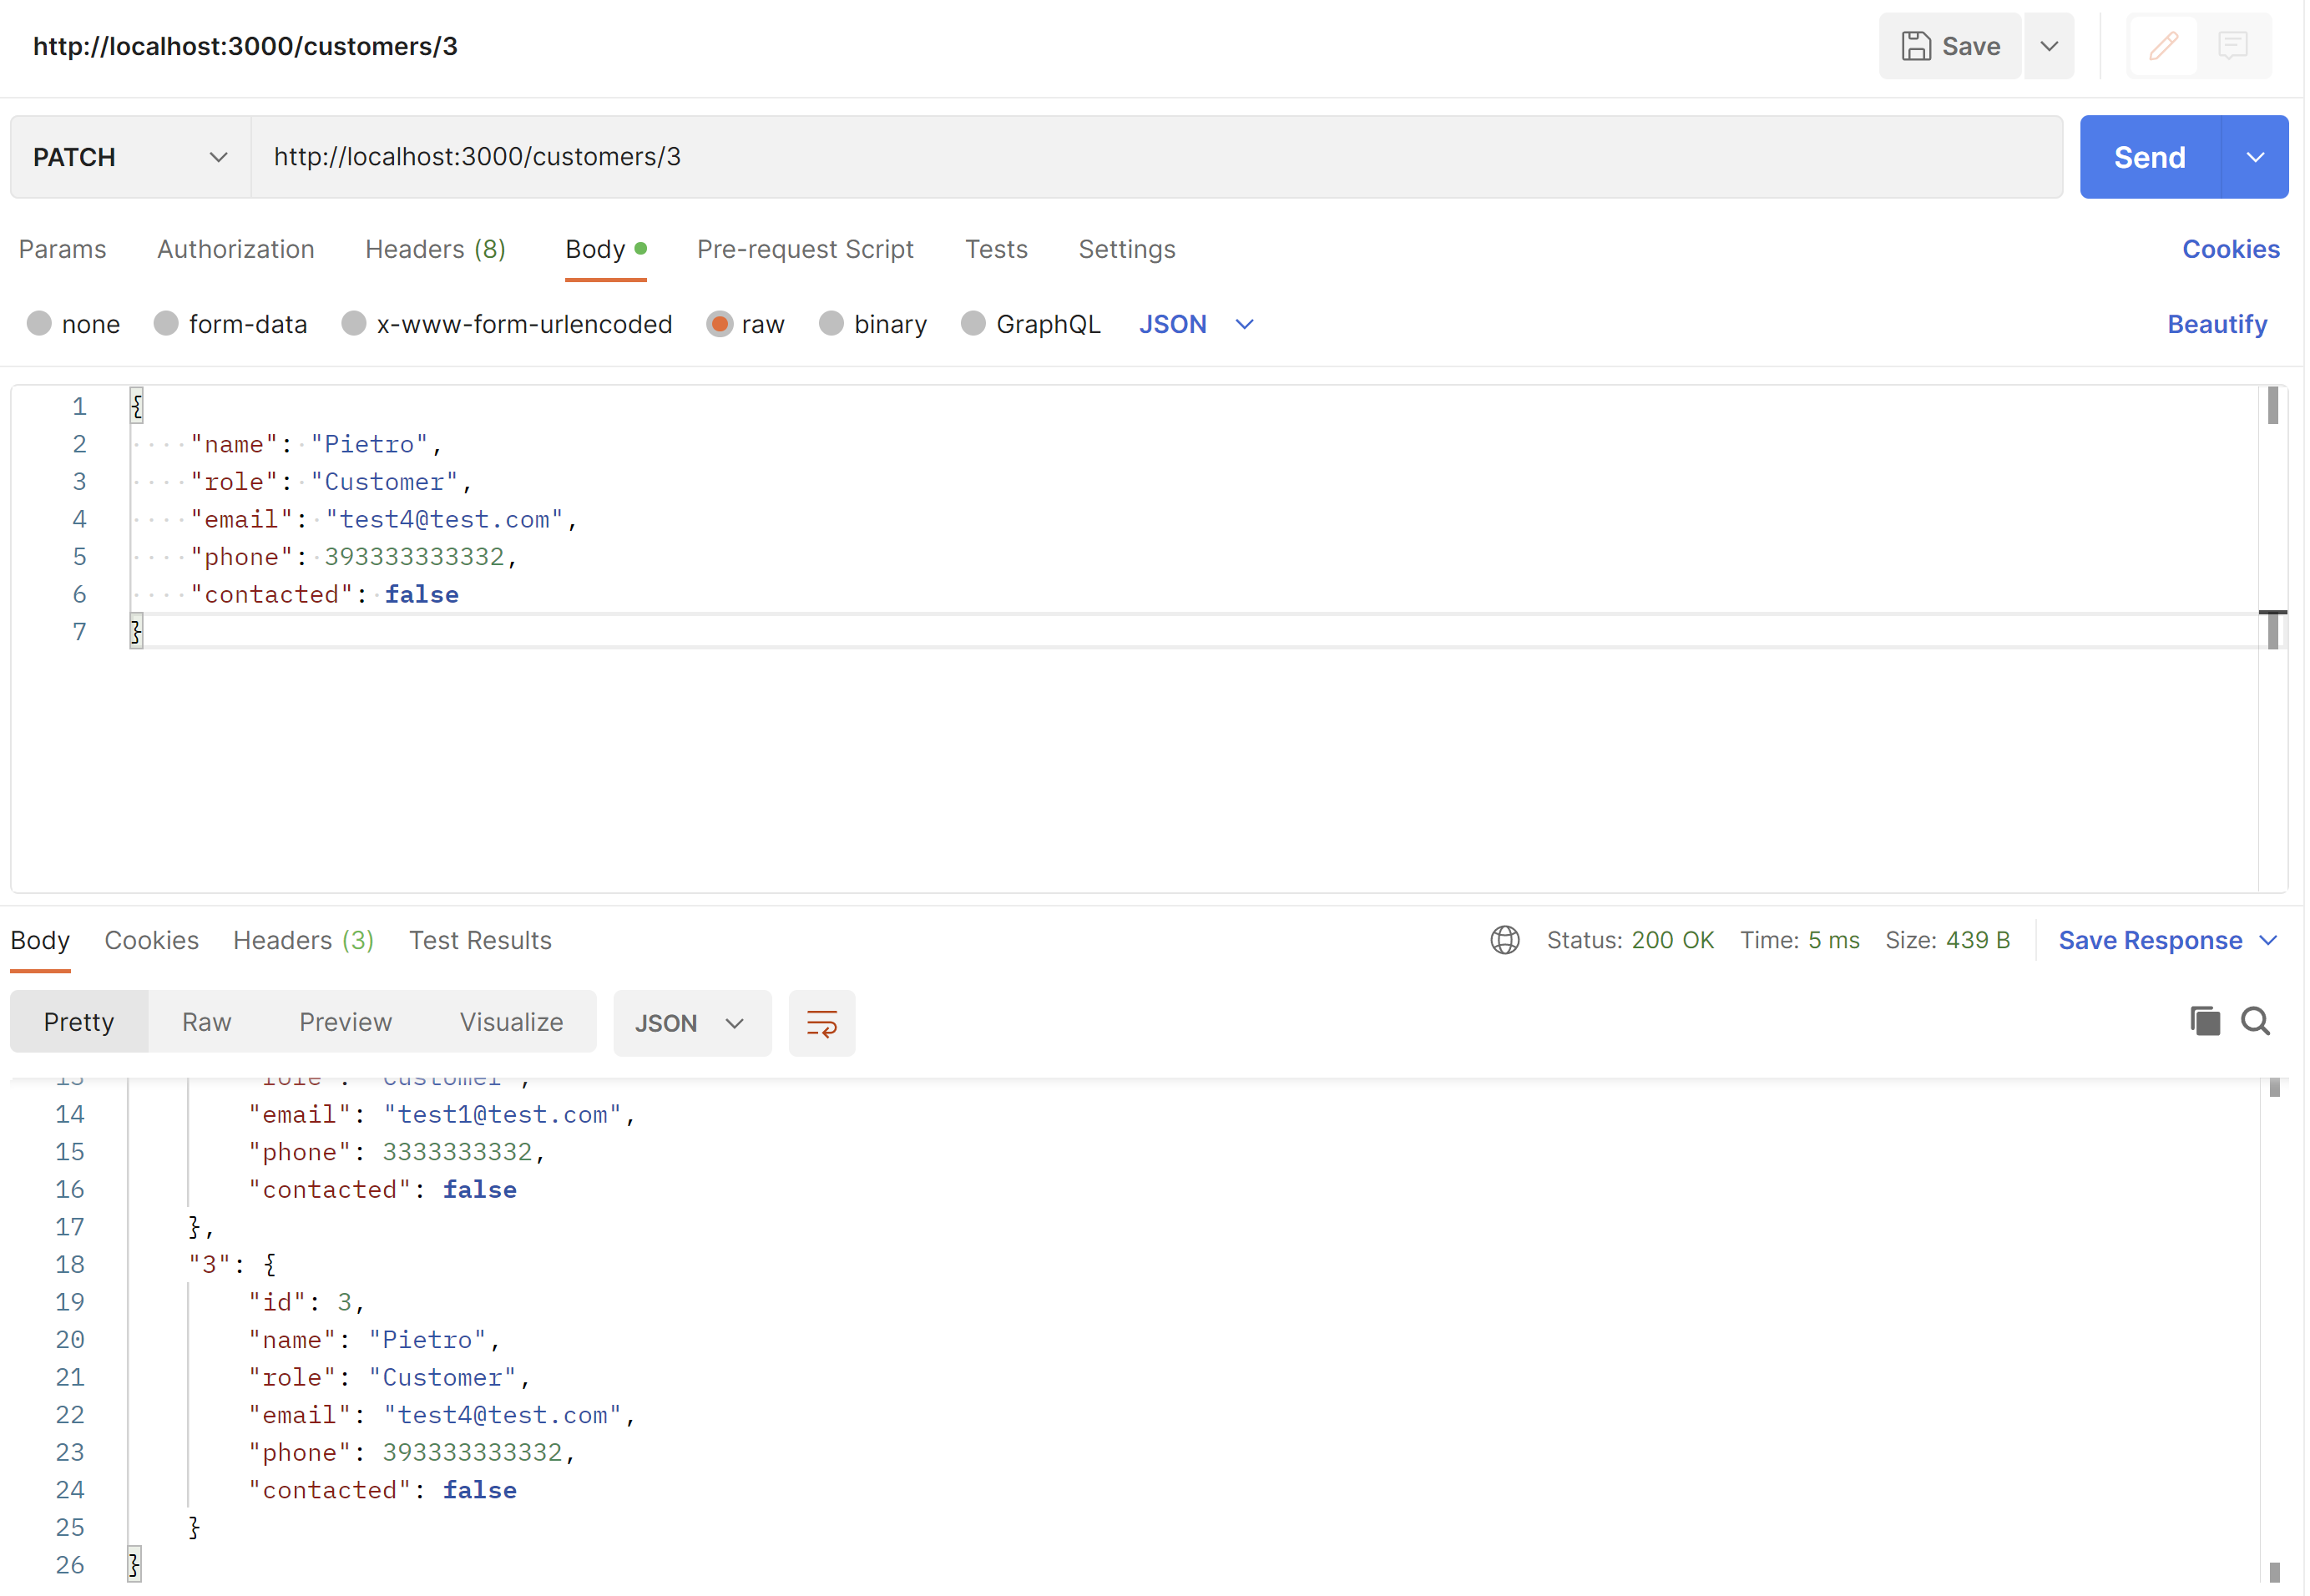 http://localhost:3000/customers/3
Save
PATCH
http://localhost:3000/customers/3
Send
Params Authorization Headers (8) Body Pre-request Script Tests Settings Cookies
none form-data x-www-form-urlencoded raw binary GraphQL JSON Beautify
1 {
2 "name": "Pietro",
3 "role": "Customer",
4 "email": "test4@test.com",
5 "phone": 393333333332,
6 "contacted": false
7 }
Body Cookies Headers (3) Test Results Status: 200 OK Time: 5 ms Size: 439 B Save Response
Pretty Raw Preview Visualize JSON
13 "role": "Customer",
14 "email": "test1@test.com",
15 "phone": 3333333332,
16 "contacted": false
17 },
18 "3": {
19 "id": 3,
20 "name": "Pietro",
21 "role": "Customer",
22 "email": "test4@test.com",
23 "phone": 393333333332,
24 "contacted": false
25 }
26 }